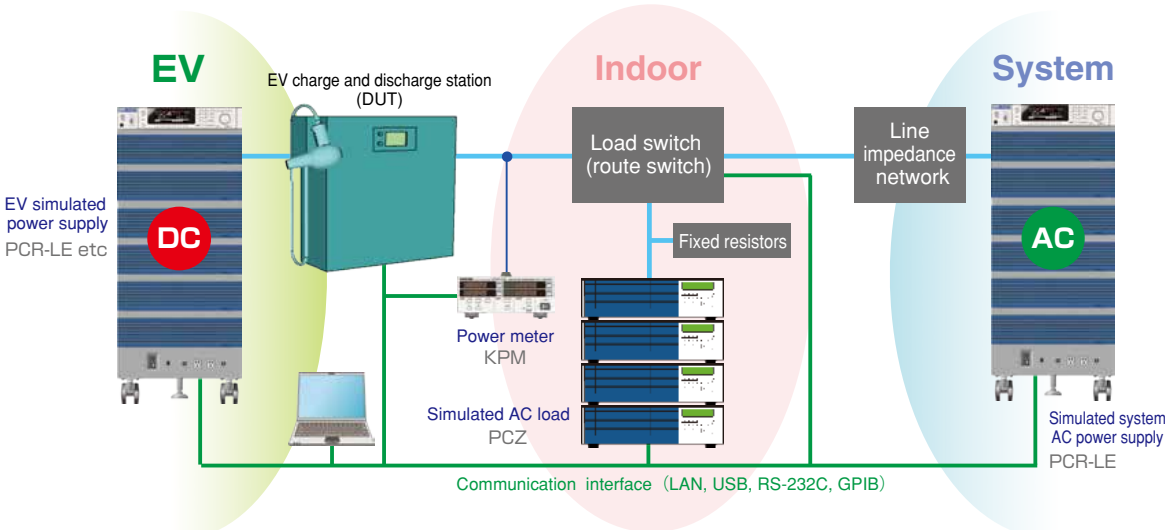 EV
Indoor
System
EV charge and discharge station
(DUT)
Load switch
(route switch)
Line
impedance
network
EV simulated
power supply
PCR-LE etc
DC
AC
Fixed resistors
Power meter
KPM
Simulated AC load
PCZ
Simulated system
AC power supply
PCR-LE
Communication interface（LAN, USB, RS-232C, GPIB）